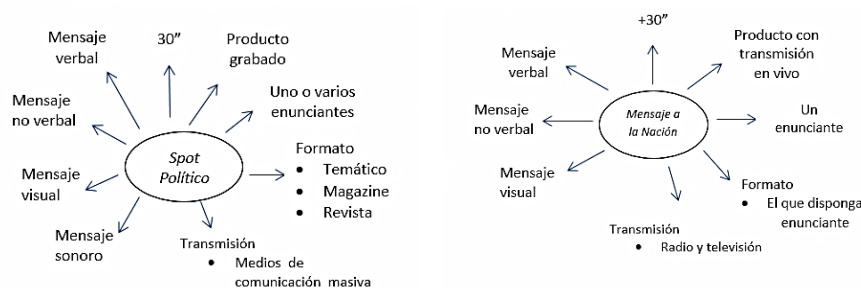 Mensaje
verbal
30”
Producto
grabado
Uno o varios
enunciantes
Mensaje
no verbal
Spot
Político
Formato
• Temático
• Magazine
• Revista
Mensaje
visual
Mensaje
sonoro
Transmisión
• Medios de
comunicación masiva
+30”
Mensaje
verbal
Producto con
transmisión
en vivo
Mensaje
no verbal
Mensaje a
la Nación
Un
enunciante
Mensaje
visual
Formato
• El que disponga
enunciante
Transmisión
• Radio y televisión